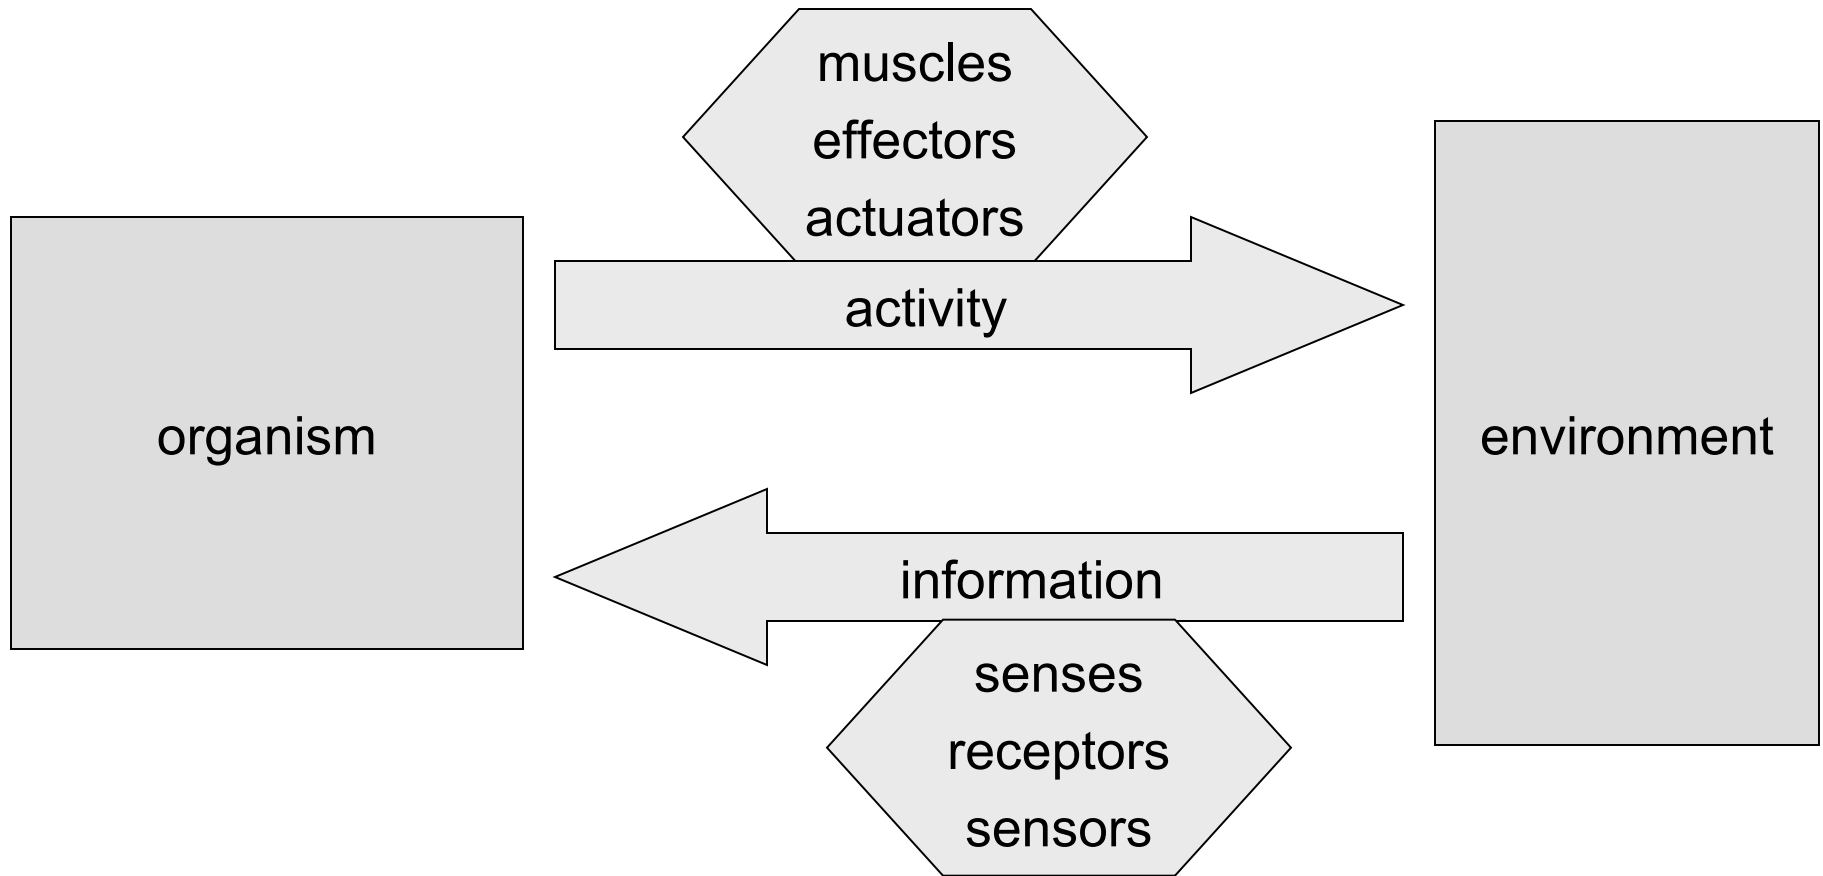 muscles
effectors
actuators
activity
organism
environment
information
senses
receptors
sensors